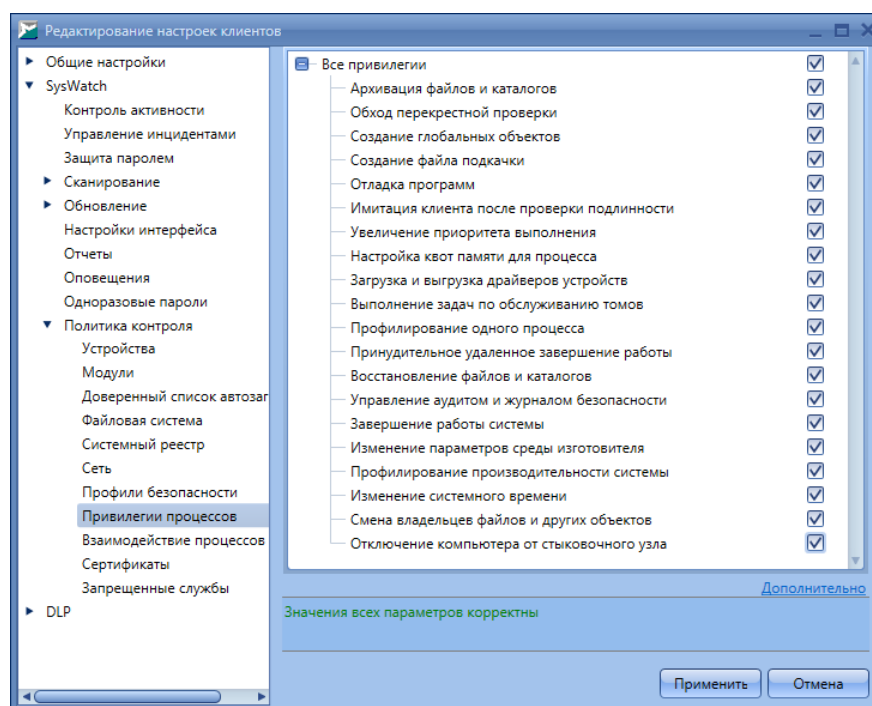 Редактирование настроек клиентов
Общие настройки
SysWatch
Контроль активности
Управление инцидентами
Защита паролем
Сканирование
Обновление
Настройки интерфейса
Отчеты
Оповещения
Одноразовые пароли
Политика контроля
Устройства
Модули
Доверенный список автозаг
Файловая система
Системный реестр
Сеть
Профили безопасности
Привилегии процессов
Взаимодействие процессов
Сертификаты
Запрещенные службы
DLP
Все привилегии
Архивация файлов и каталогов
Обход перекрестной проверки
Создание глобальных объектов
Создание файла подкачки
Отладка программ
Имитация клиента после проверки подлинности
Увеличение приоритета выполнения
Настройка квот памяти для процесса
Загрузка и выгрузка драйверов устройств
Выполнение задач по обслуживанию томов
Профилирование одного процесса
Принудительное удаленное завершение работы
Восстановление файлов и каталогов
Управление аудитом и журналом безопасности
Завершение работы системы
Изменение параметров среды изготовителя
Профилирование производительности системы
Изменение системного времени
Смена владельцев файлов и других объектов
Отключение компьютера от стыковочного узла
Дополнительно
Значения всех параметров корректны
Применить
Отмена